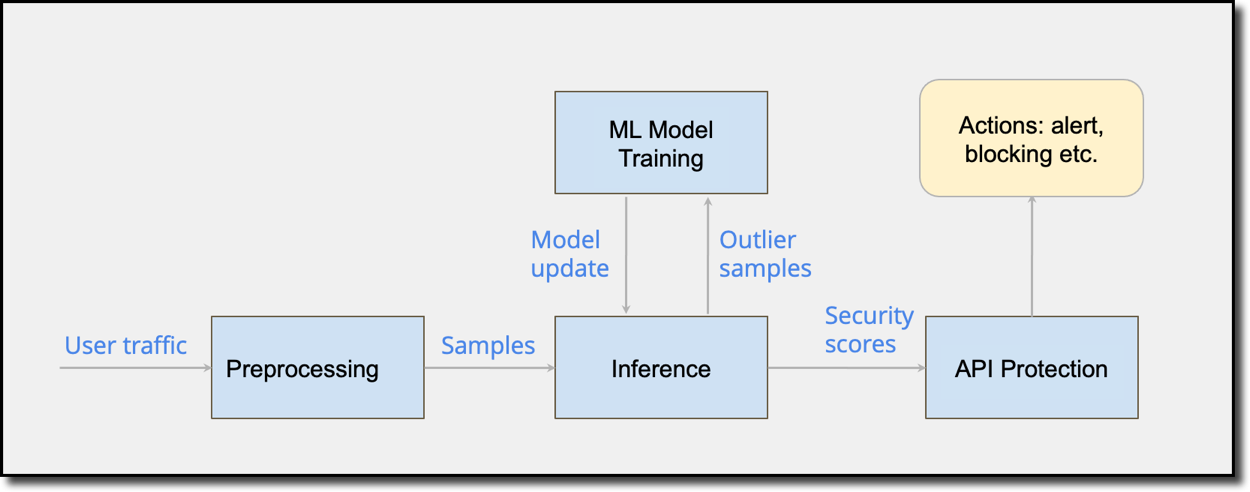 ML Model
Training
Actions: alert,
blocking etc.
Model
update
Outlier
samples
User traffic
Preprocessing
Samples
Inference
Security
scores
API Protection